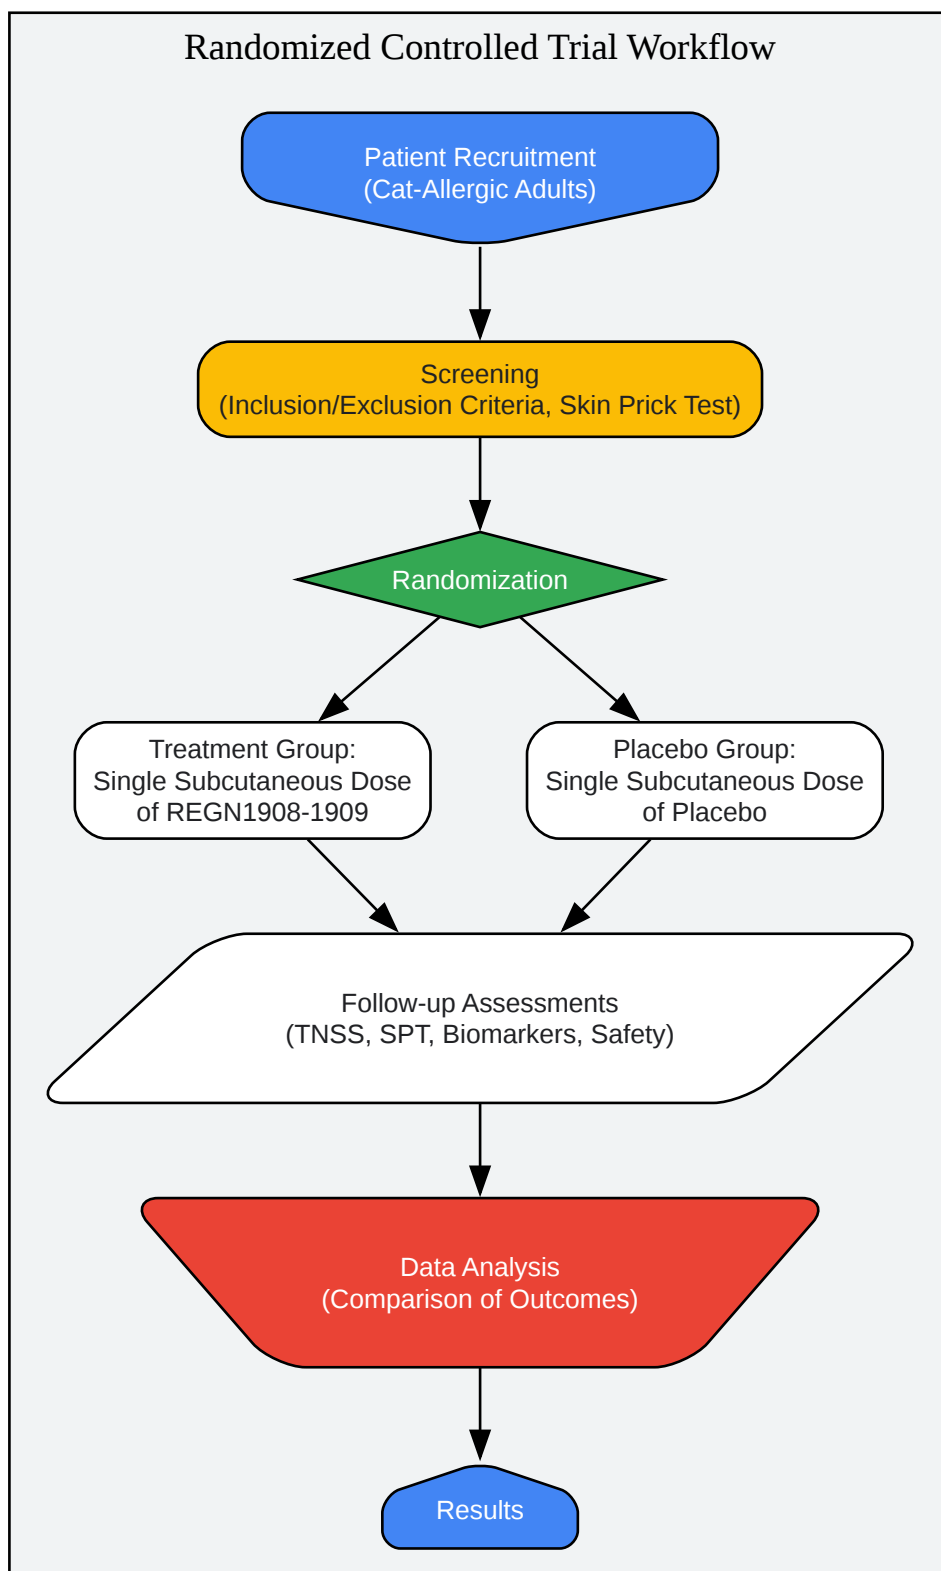 Randomized Controlled Trial Workflow
Patient Recruitment
(Cat-Allergic Adults)
Screening
(Inclusion/Exclusion Criteria, Skin Prick Test)
Randomization
Treatment Group:
Single Subcutaneous Dose
of REGN1908-1909
Placebo Group:
Single Subcutaneous Dose
of Placebo
Follow-up Assessments
(TNSS, SPT, Biomarkers, Safety)
Data Analysis
(Comparison of Outcomes)
Results